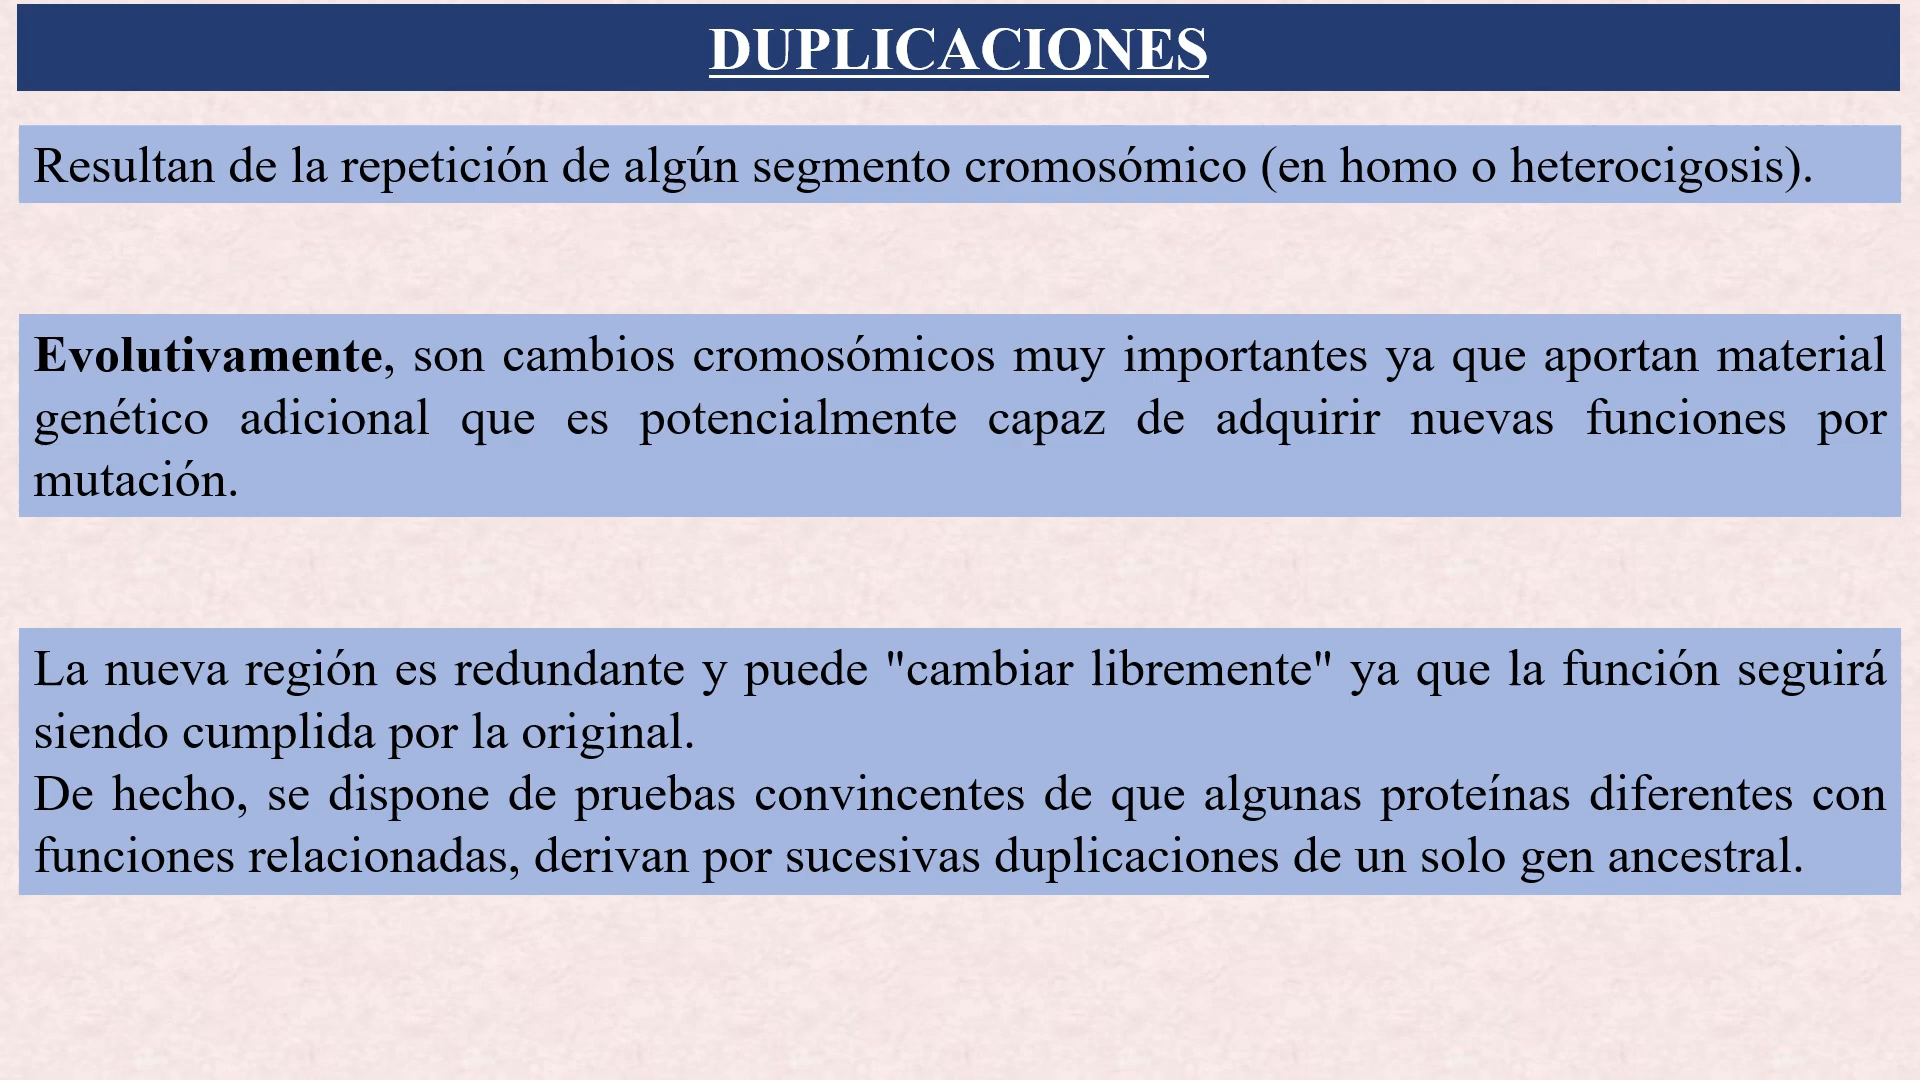 DUPLICACIONES
Resultan de la repetición de algún segmento cromosómico (en homo o heterocigosis).
Evolutivamente, son cambios cromosómicos muy importantes ya que aportan material
genético adicional que es potencialmente capaz de adquirir nuevas funciones por
mutación.
La nueva región es redundante y puede "cambiar libremente" ya que la función seguirá
siendo cumplida por la original.
De hecho, se dispone de pruebas convincentes de que algunas proteínas diferentes con
funciones relacionadas, derivan por sucesivas duplicaciones de un solo gen ancestral.